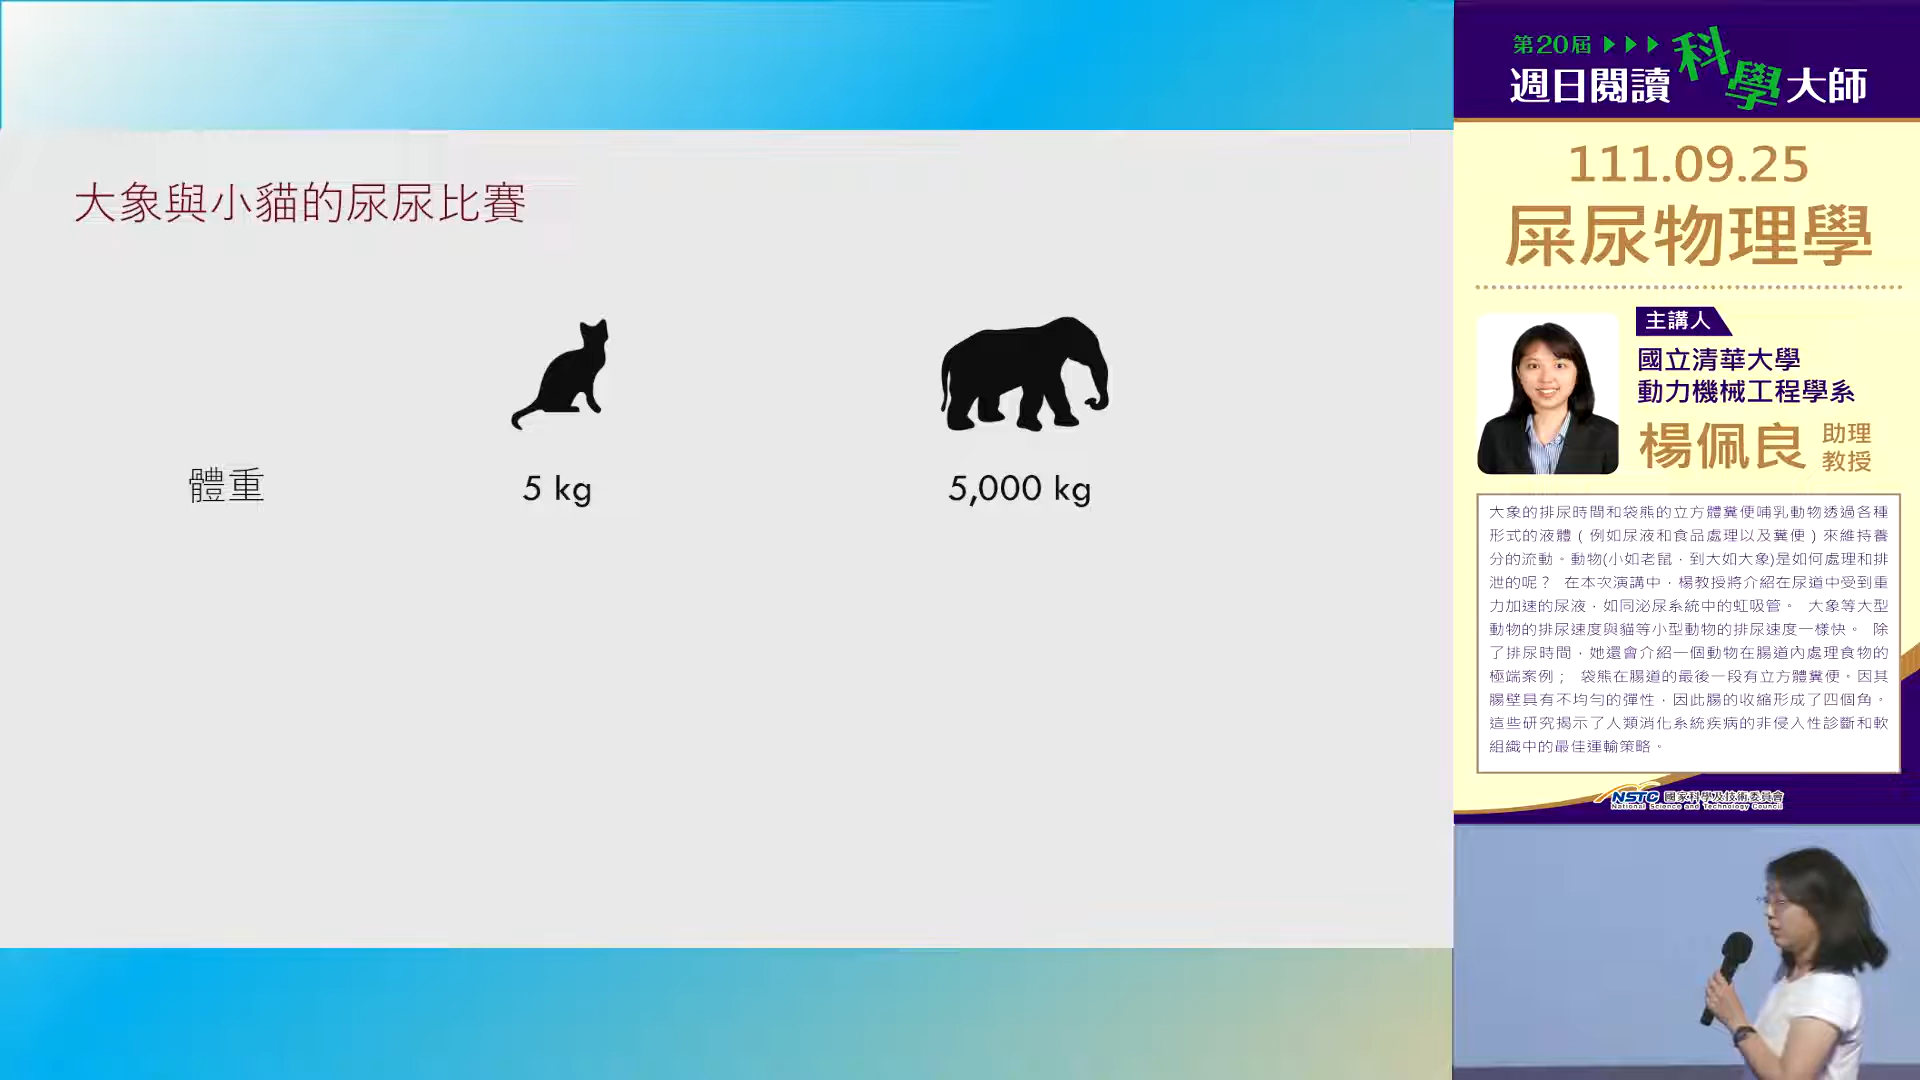 大象與小貓的尿尿比賽
體重
5 kg
5,000 kg
第20屆
週日閱讀科學大師
111.09.25
屎尿物理學
主講人
國立清華大學
動力機械工程學系
楊佩良 助理教授
大象的排尿時間和袋熊的立方體糞便哺乳動物透過各種
形式的液體(例如尿液和食品處理以及糞便)來維持養
分的流動。動物(小如老鼠,到大如大象)是如何處理和排
泄的呢? 在本次演講中,楊教授將介紹在尿道中受到重
力加速的尿液,如同泌尿系統中的虹吸管。 大象等大型
動物的排尿速度與貓等小型動物的排尿速度一樣快。 除
了排尿時間,她還會介紹一個動物在腸道內處理食物的
極端案例; 袋熊在腸道的最後一段有立方體糞便。因其
腸壁具有不均勻的彈性,因此腸的收縮形成了四個角。
這些研究揭示了人類消化系統疾病的非侵入性診斷和軟
組織中的最佳運輸策略。
NSTC 國家科學及技術委員會
National Science and Technology Council